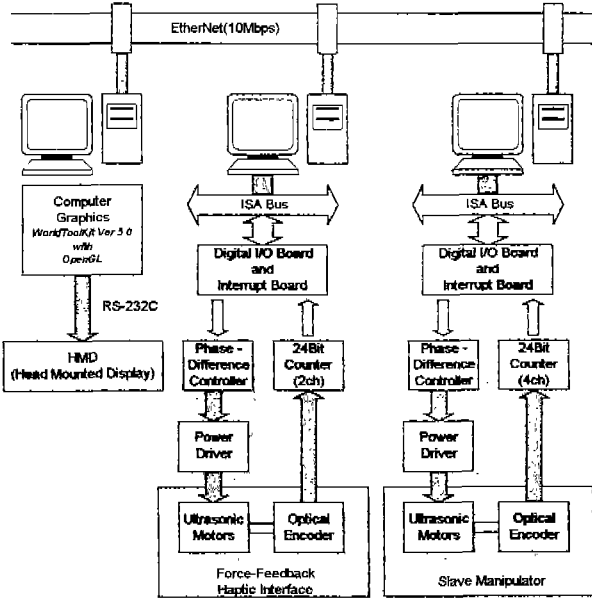 EtherNet(10Mbps)
Computer
Graphics
WorldToolKit Ver 5.0
with
OpenGL
RS-232C
HMD
(Head Mounted Display)
ISA Bus
Digital I/O Board
and
Interrupt Board
Phase -
Difference
Controller
24Bit
Counter
(2ch)
Power
Driver
Ultrasonic
Motors
Optical
Encoder
Force-Feedback
Haptic Interface
ISA Bus
Digital I/O Board
and
Interrupt Board
Phase -
Difference
Controller
24Bit
Counter
(4ch)
Power
Driver
Ultrasonic
Motors
Optical
Encoder
Slave Manipulator